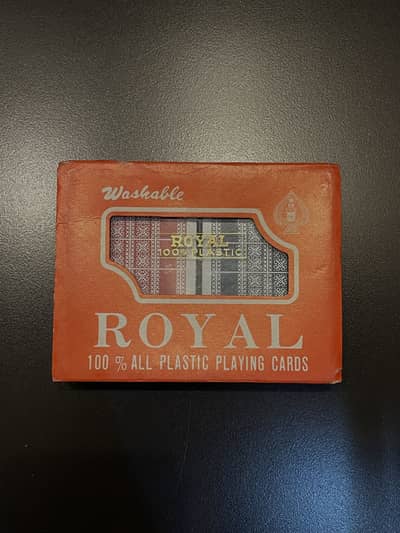 Washable
ROYAL
100% PLASTIC
ROYAL
100 % ALL PLASTIC PLAYING CARDS